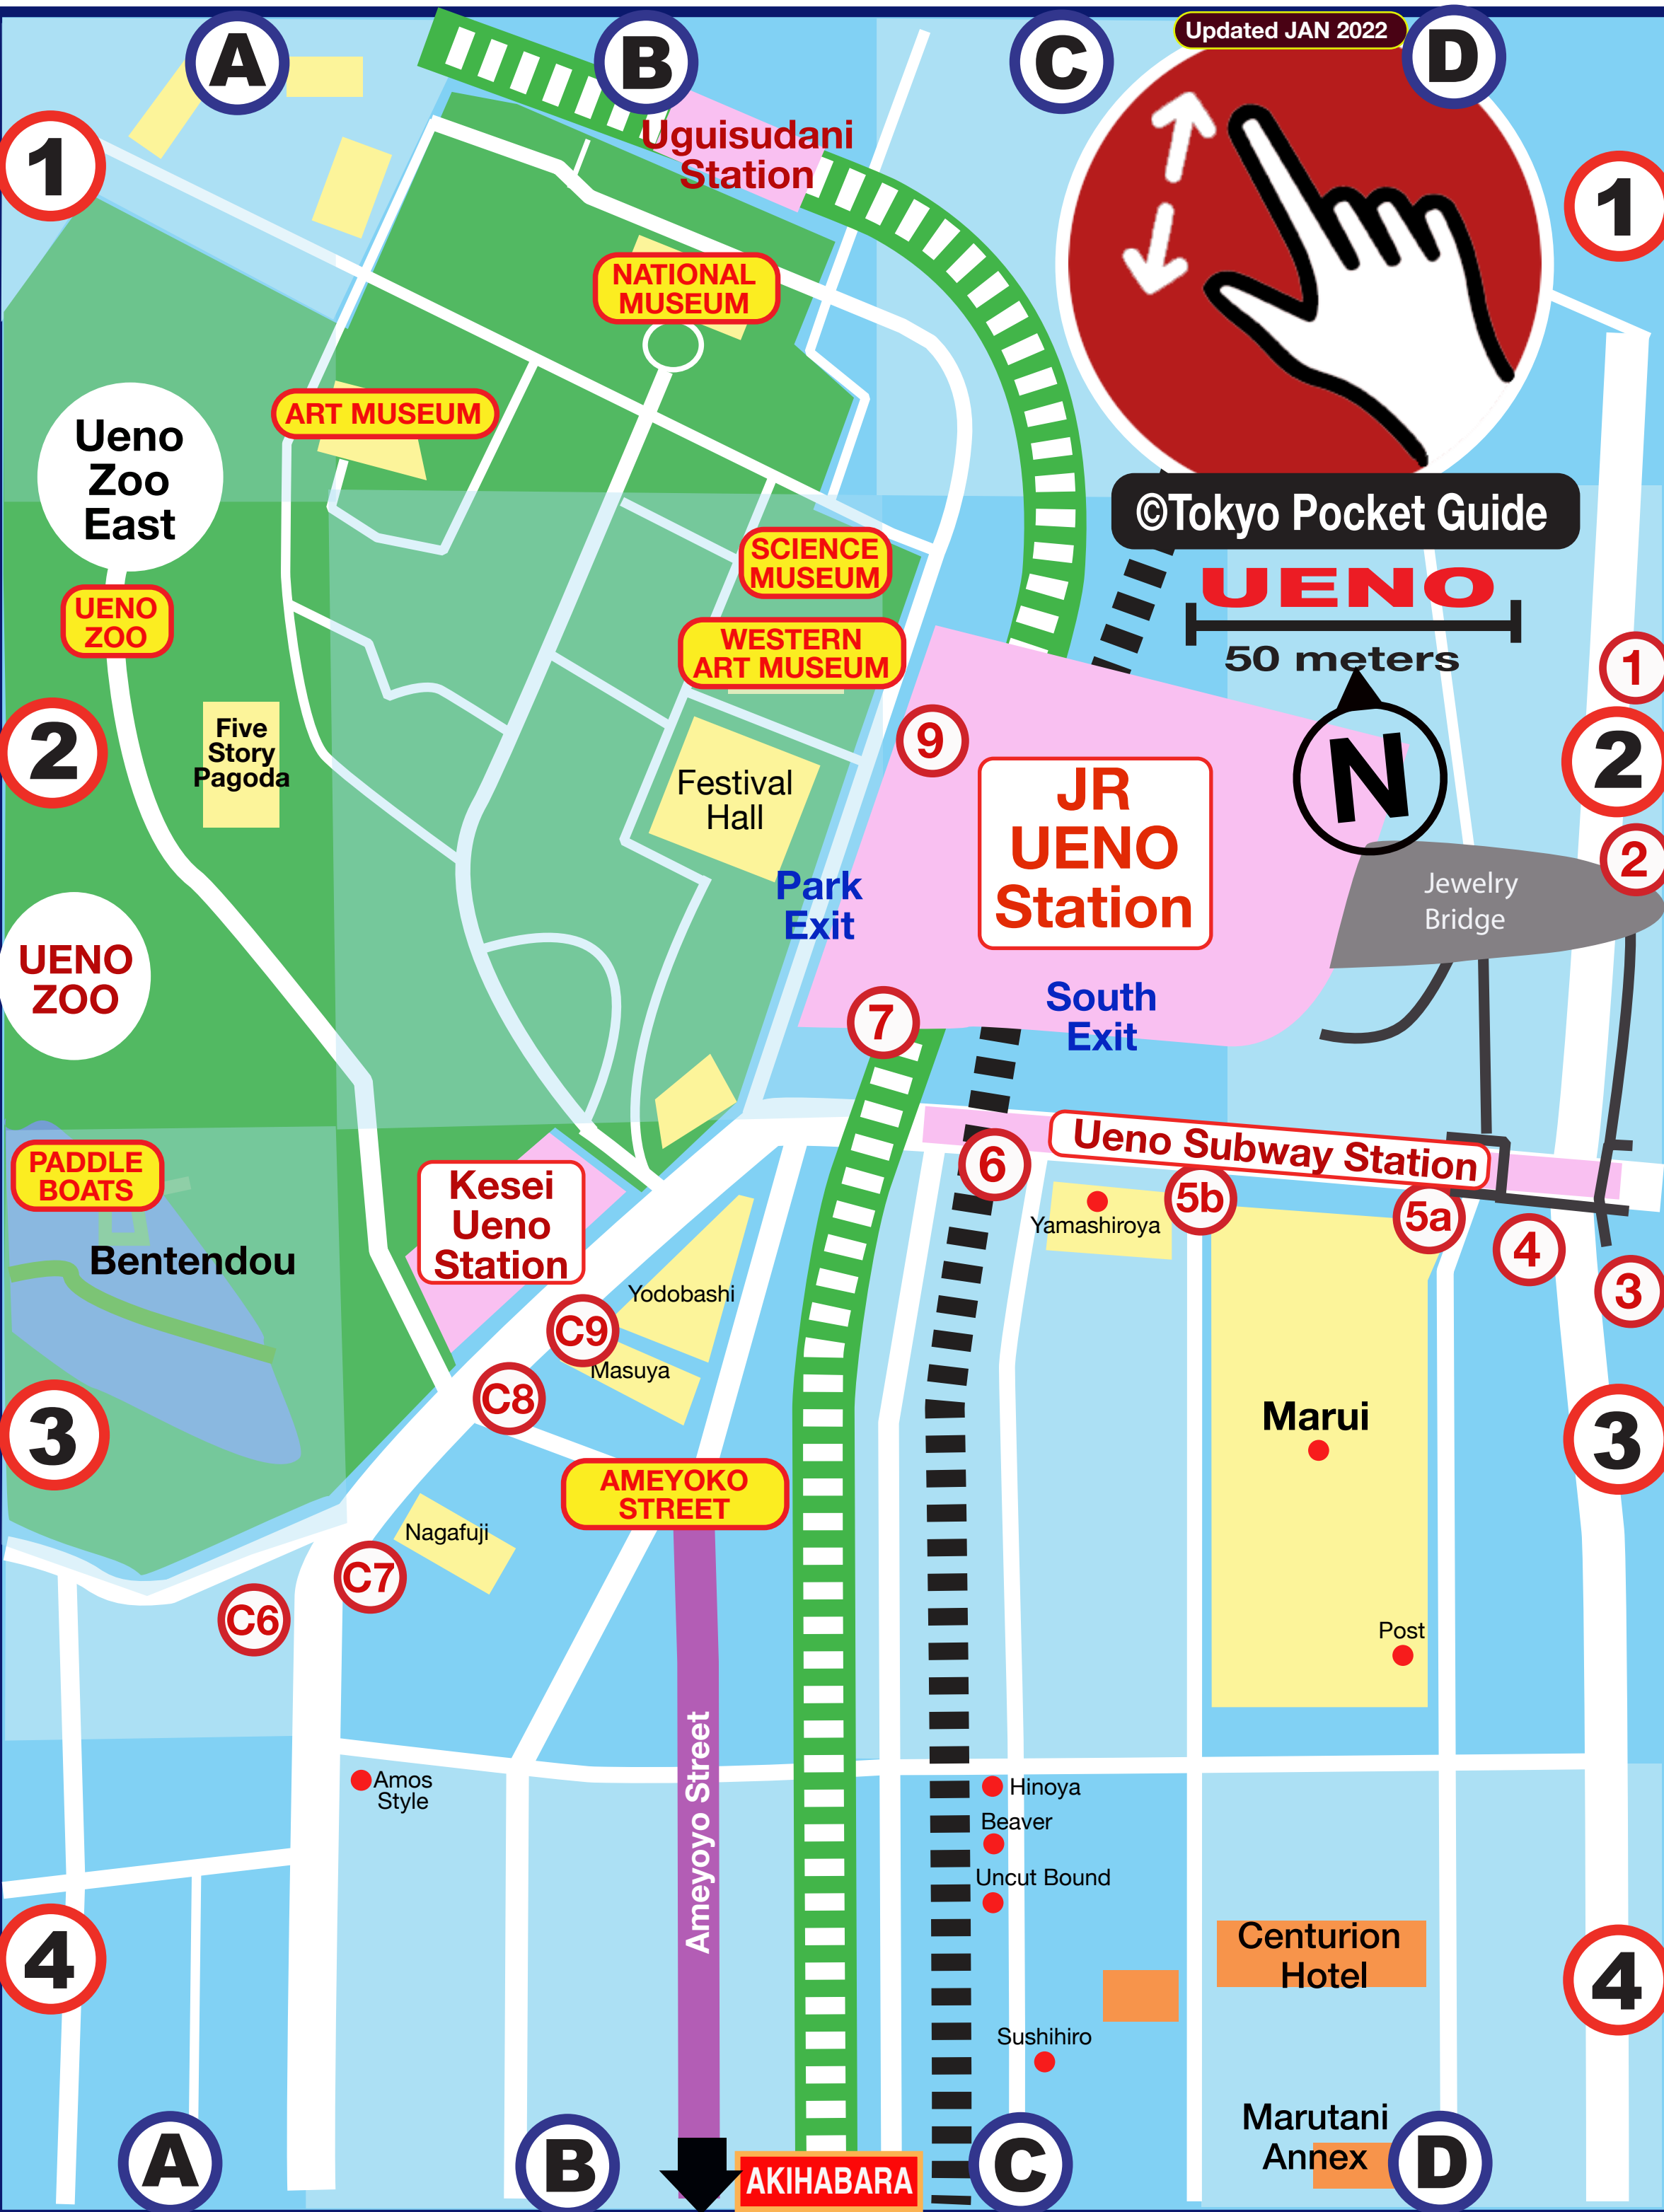 Updated JAN 2022
A
B
C
D
1
1
Uguisudani
Station
NATIONAL
MUSEUM
ART MUSEUM
Ueno
Zoo
East
©Tokyo Pocket Guide
SCIENCE
MUSEUM
UENO
50 meters
UENO
ZOO
WESTERN
ART MUSEUM
1
2
2
Five
Story
Pagoda
9
N
JR
UENO
Station
Festival
Hall
2
Jewelry
Bridge
Park
Exit
UENO
ZOO
South
Exit
7
Ueno Subway Station
PADDLE
BOATS
6
5b
5a
4
3
Yamashiroya
Kesei
Ueno
Station
Bentendou
Yodobashi
C9
Masuya
C8
3
3
Marui
AMEYOKO
STREET
Nagafuji
C7
C6
Post
Ameyoyo Street
Amos
Style
Hinoya
Beaver
Uncut Bound
4
4
Centurion
Hotel
Sushihiro
Marutani
Annex
A
B
AKIHABARA
C
D